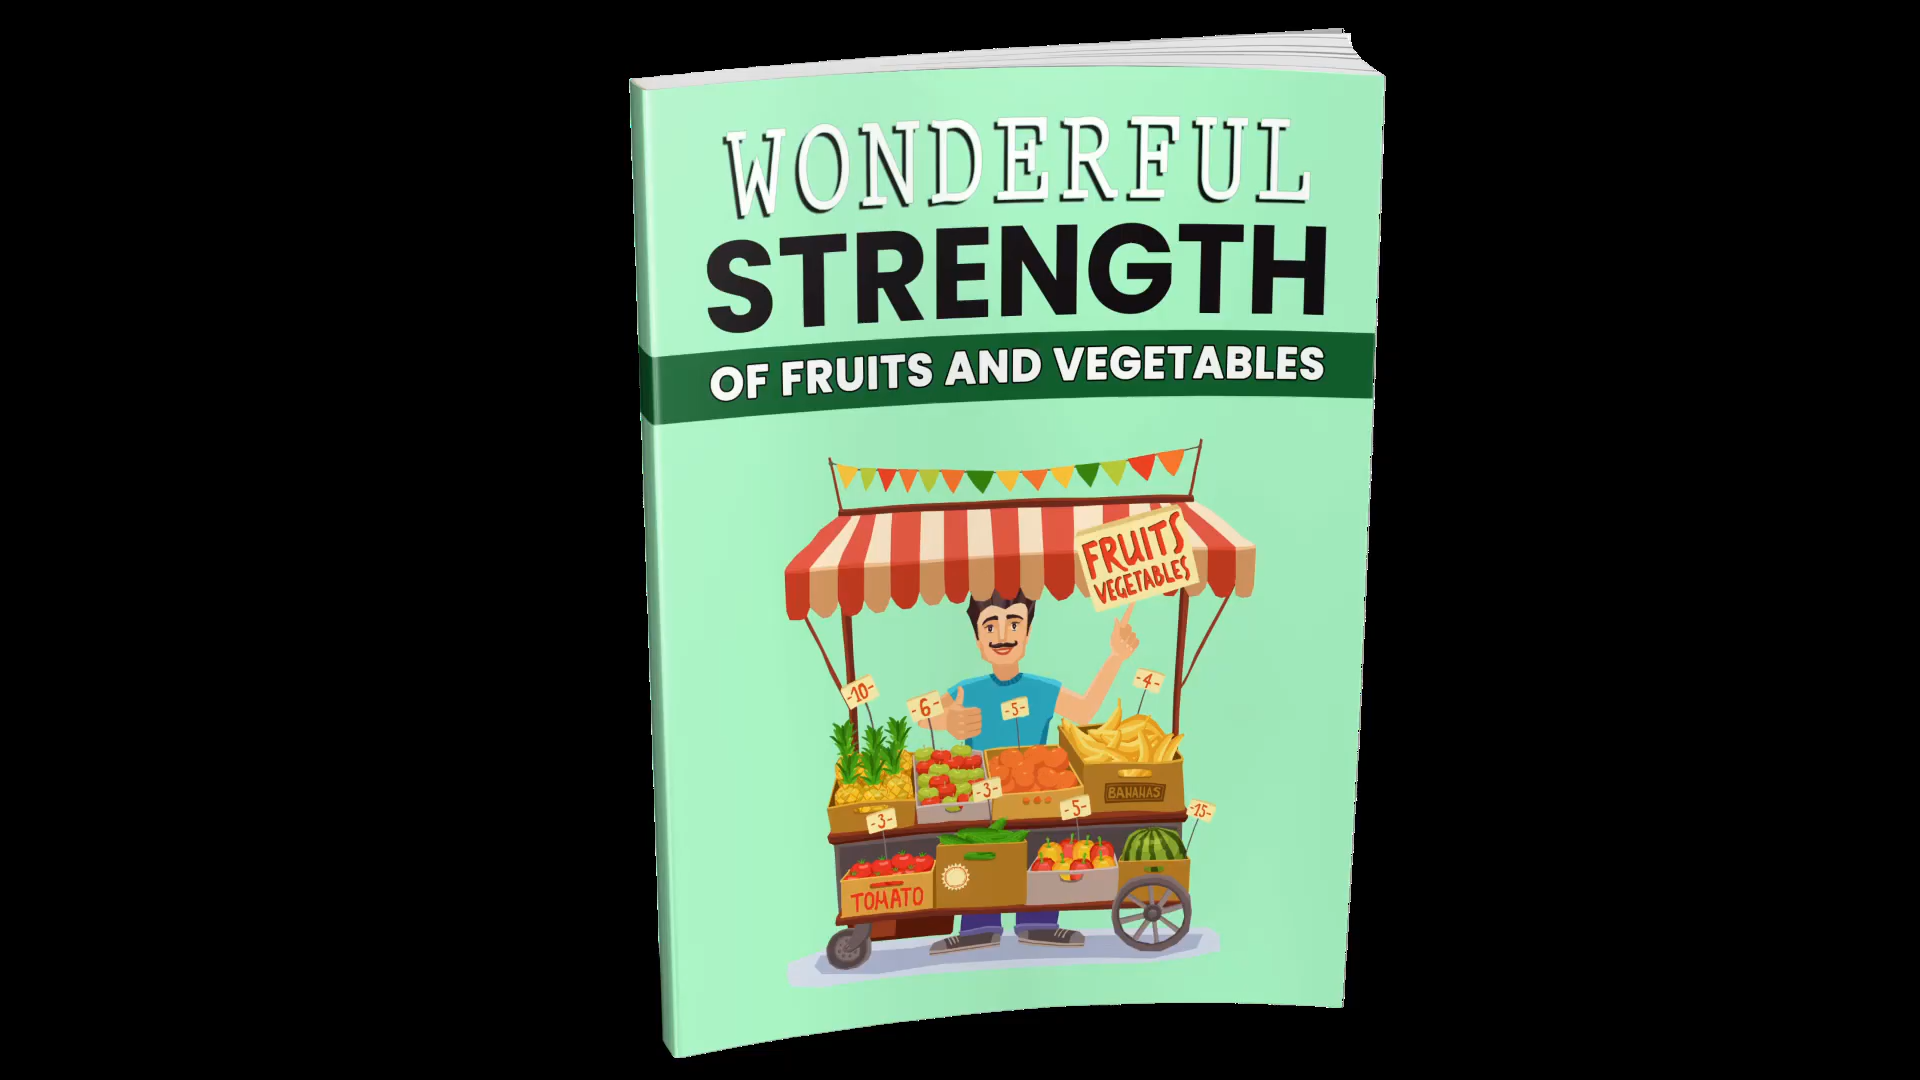 WONDERFUL
STRENGTH
OF FRUITS AND VEGETABLES
FRUITS
VEGETABLES
-10-
-6-
-5-
-4-
BANANAS
-3-
-3-
-5-
-15-
TOMATO